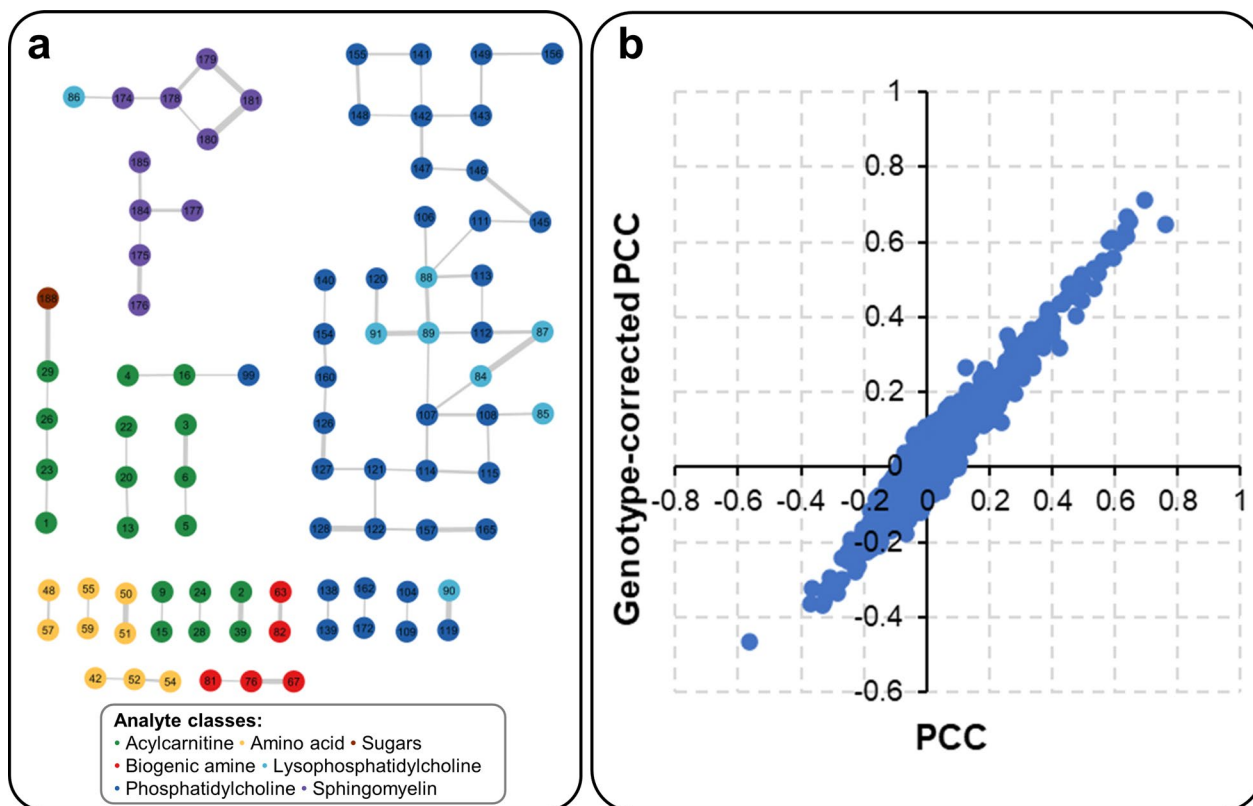 a
179
86 174 178 181
180
185
184 177
175
176
188
29
26
23
1
4 16 99
22 3
20 6
13 5
155 141 149 156
148 142 143
147 146
106 111 145
140 120 88 113
154 91 89 112 87
160 84
126 107 108 85
127 121 114 115
128 122 157 165
48 55 50 9 24 2 63 138 162 104 90
57 59 51 15 28 39 82 139 172 109 119
42 52 54 81 76 67
Analyte classes:
• Acylcarnitine • Amino acid • Sugars
• Biogenic amine • Lysophosphatidylcholine
• Phosphatidylcholine • Sphingomyelin
b
Genotype-corrected PCC
1
0.8
0.6
0.4
0.2
0
-0.8 -0.6 -0.4 -0.2 0 0.2 0.4 0.6 0.8 1
-0.2
-0.4
-0.6
PCC